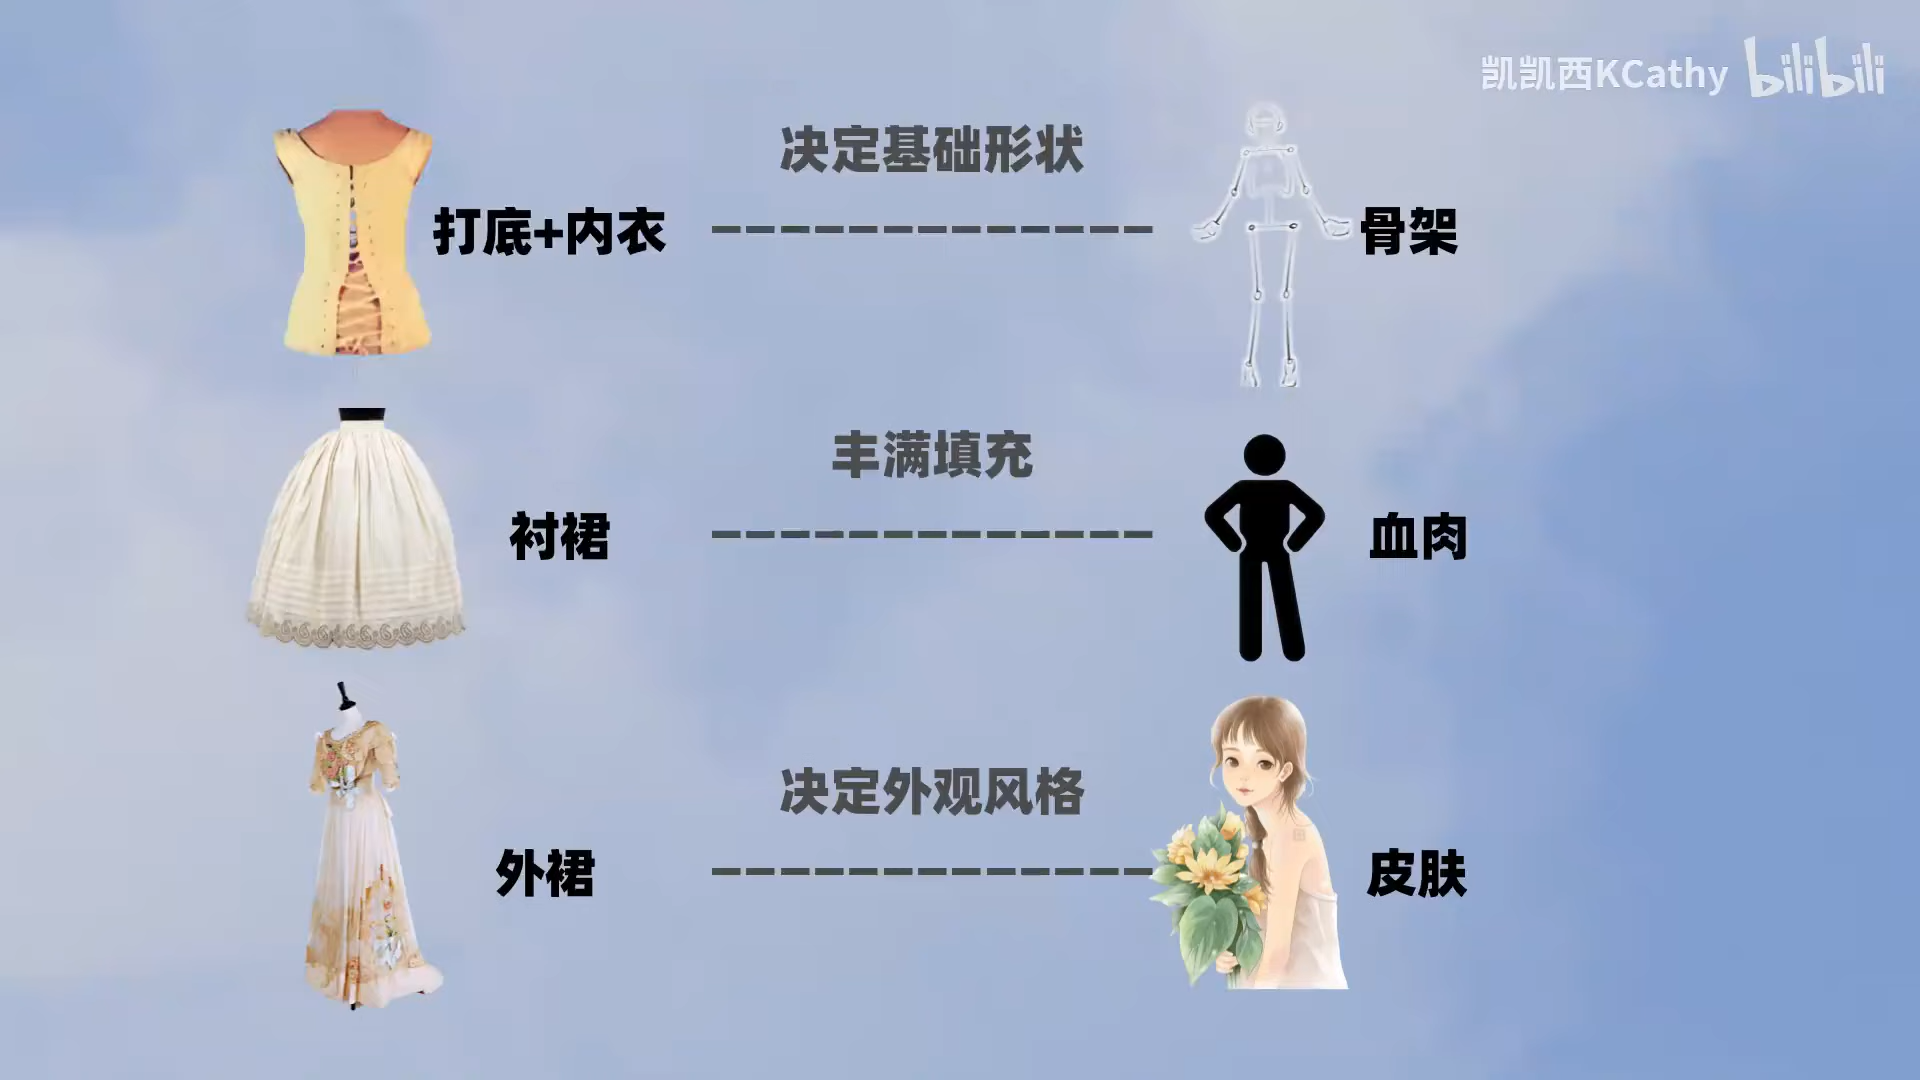 凯凯西KCathy bilibili
决定基础形状
打底+内衣
骨架
丰满填充
衬裙
血肉
决定外观风格
外裙
皮肤